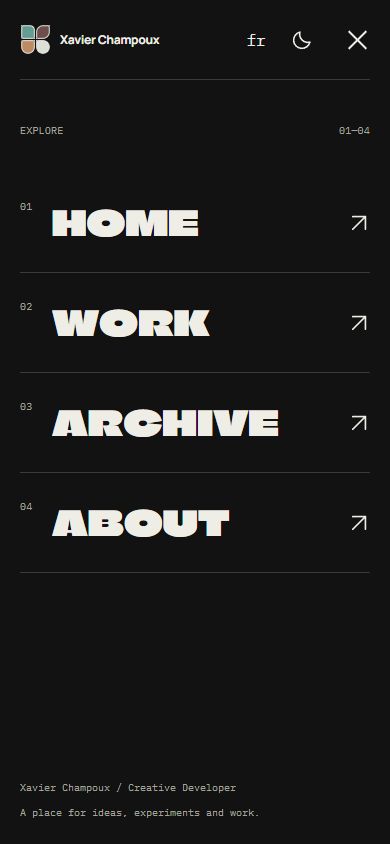 Xavier Champoux
fr
EXPLORE
01—04
01
HOME
02
WORK
03
ARCHIVE
04
ABOUT
Xavier Champoux / Creative Developer
A place for ideas, experiments and work.